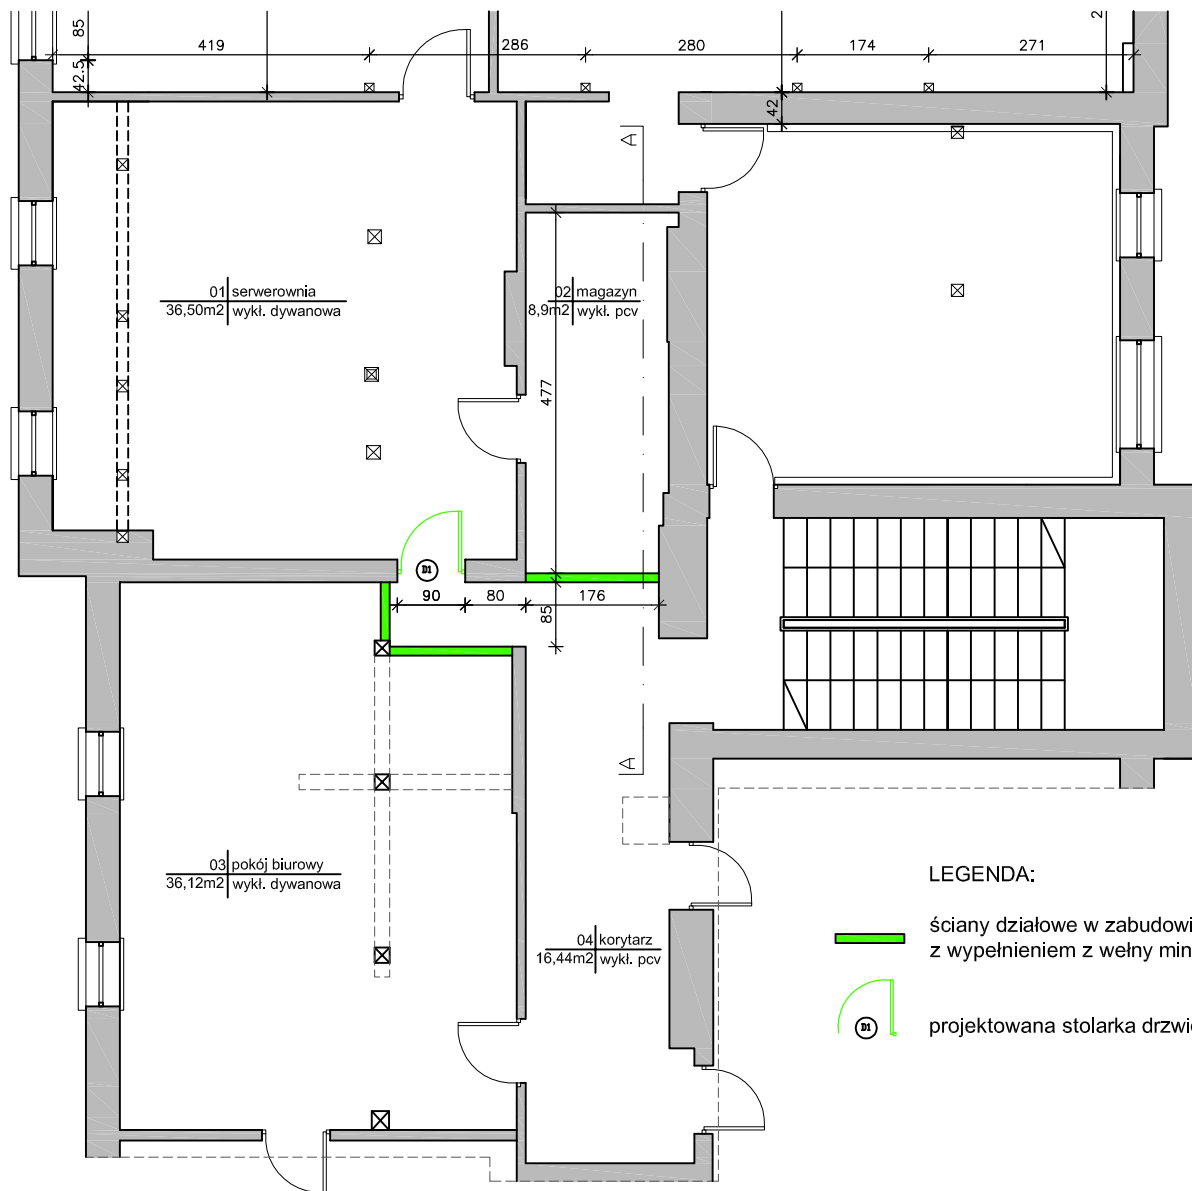 85
42.5
419
286
280
174
271
2
42
A
01 serwerownia
36,50m2 wykł. dywanowa
02 magazyn
8,9m2 wykł. pcv
477
D1
90
80
176
85
A
03 pokój biurowy
36,12m2 wykł. dywanowa
04 korytarz
16,44m2 wykł. pcv
LEGENDA:
ściany działowe w zabudowi
z wypełnieniem z wełny min
D1
projektowana stolarka drzwi